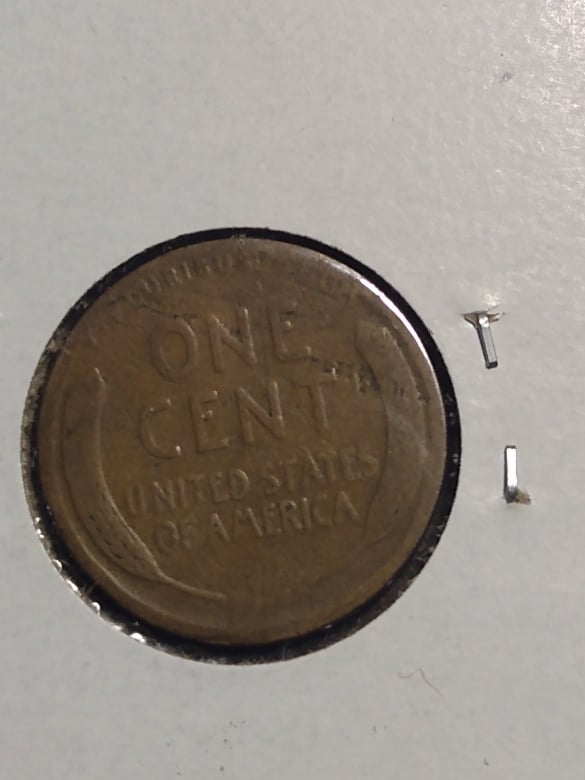 ONE
CENT
UNITED STATES
OF AMERICA